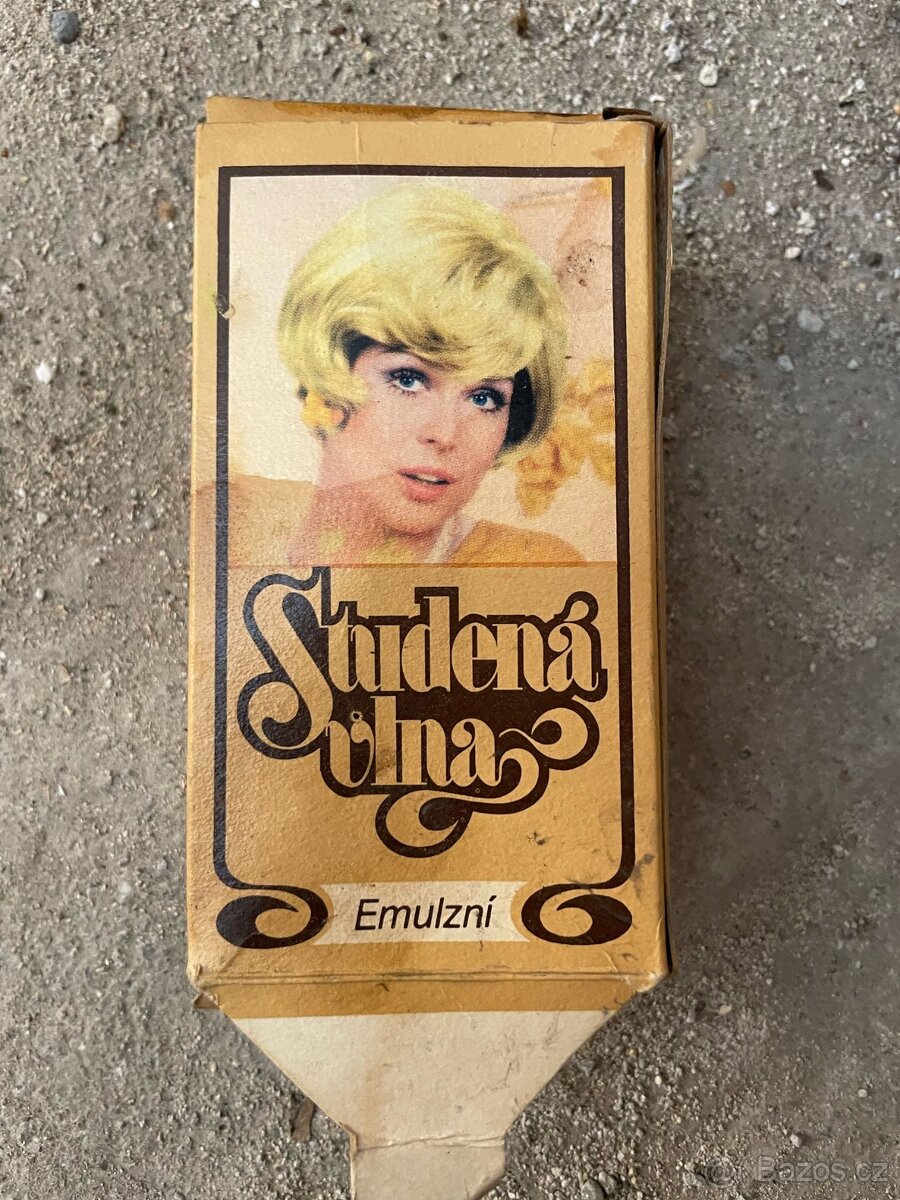 Studená
vlna
Emulzní
Bazos.cz